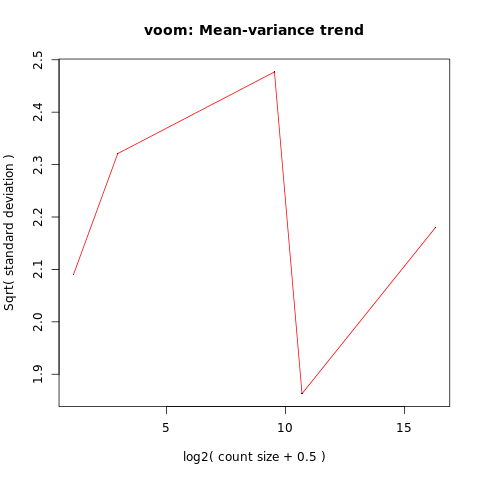 voom: Mean-variance trend
Sqrt( standard deviation )
2.5
2.4
2.3
2.2
2.1
2.0
1.9
5 10 15
log2( count size + 0.5 )